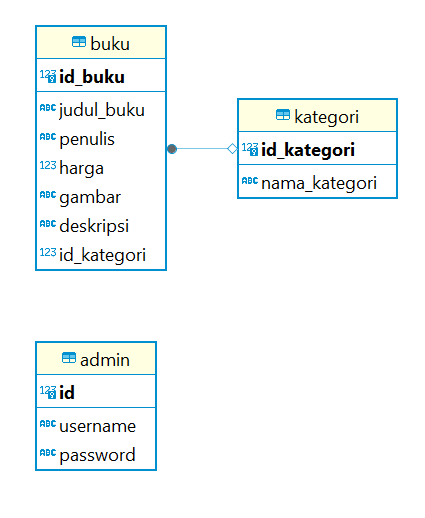 buku
123 id_buku
ABC judul_buku
ABC penulis
123 harga
ABC gambar
ABC deskripsi
123 id_kategori
kategori
123 id_kategori
ABC nama_kategori
admin
123 id
ABC username
ABC password